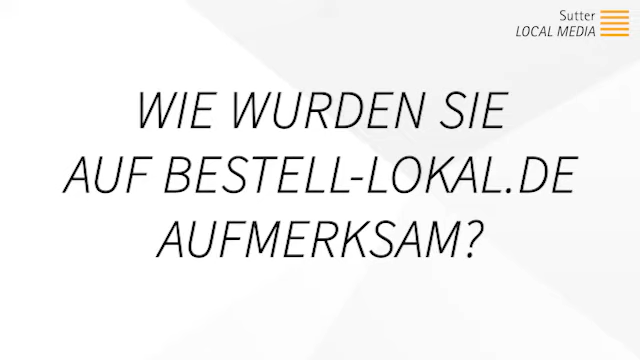 Sutter
LOCAL MEDIA
WIE WURDEN SIE
AUF BESTELL-LOKAL.DE
AUFMERKSAM?